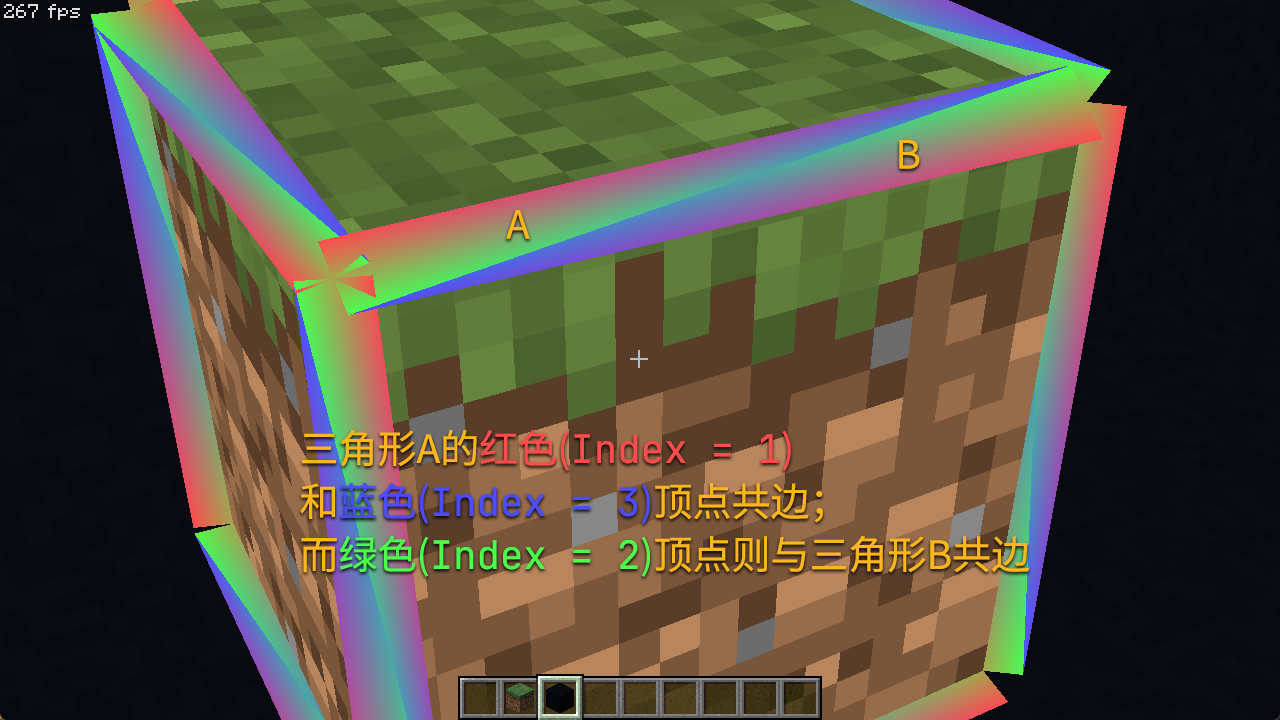 267 fps
B
A
三角形A的红色(Index = 1)
和蓝色(Index = 3)顶点共边；
而绿色(Index = 2)顶点则与三角形B共边